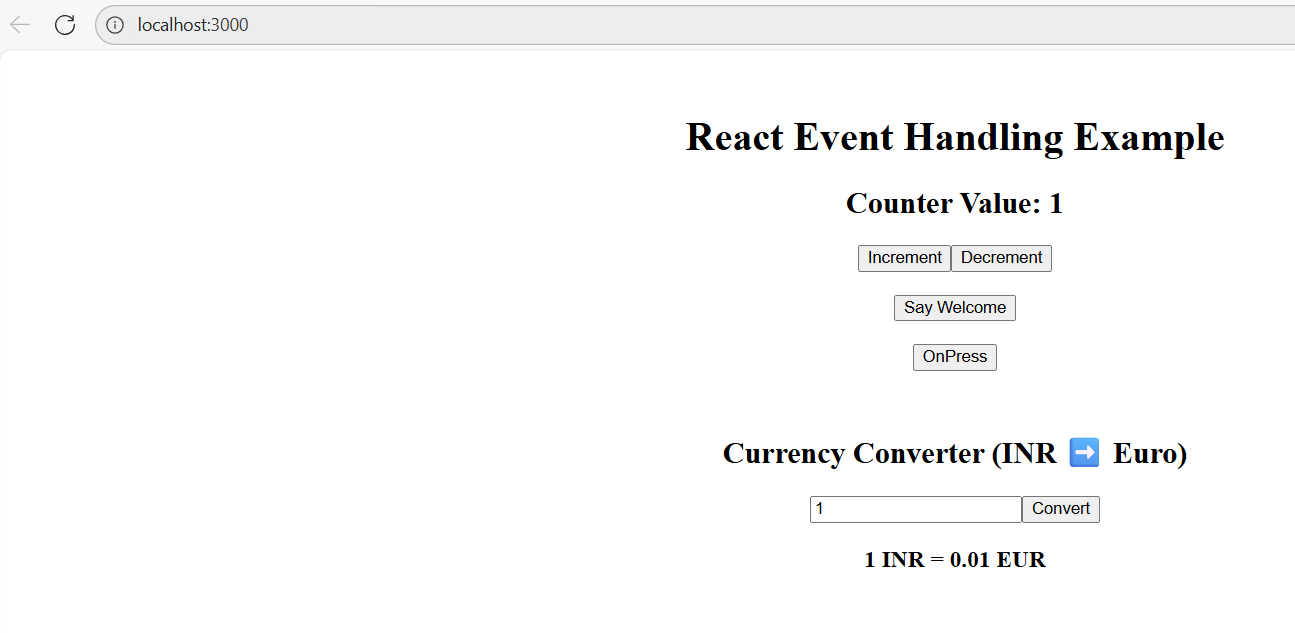 localhost:3000
React Event Handling Example
Counter Value: 1
Increment Decrement
Say Welcome
OnPress
Currency Converter (INR ➡️ Euro)
1 Convert
1 INR = 0.01 EUR